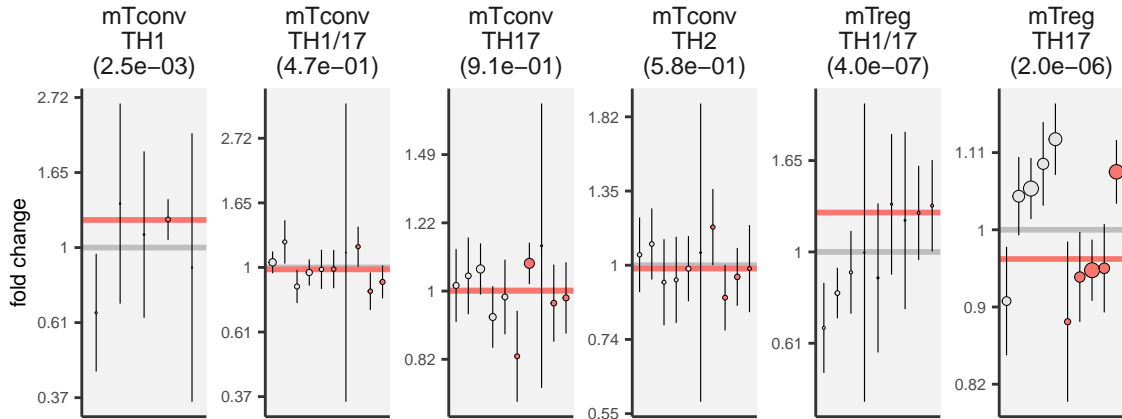 mTconv
TH1
(2.5e−03)
mTconv
TH1/17
(4.7e−01)
mTconv
TH17
(9.1e−01)
mTconv
TH2
(5.8e−01)
mTreg
TH1/17
(4.0e−07)
mTreg
TH17
(2.0e−06)
fold change
2.72
1.65
1
0.61
0.37
2.72
1.65
1
0.61
0.37
1.49
1.22
1
0.82
1.82
1.35
1
0.74
0.55
1.65
1
0.61
1.11
1
0.9
0.82